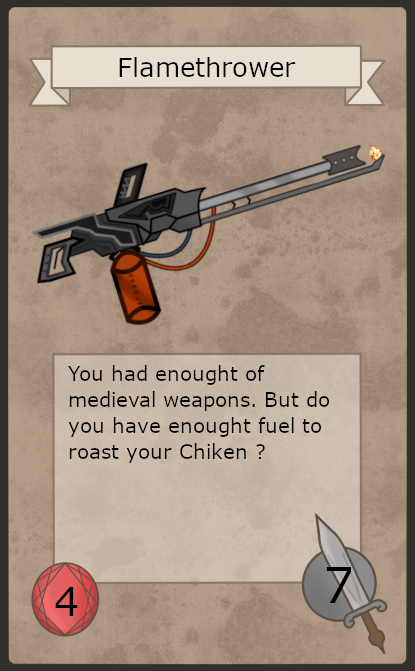 Flamethrower
You had enought of
medieval weapons. But do
you have enought fuel to
roast your Chiken ?
4
7